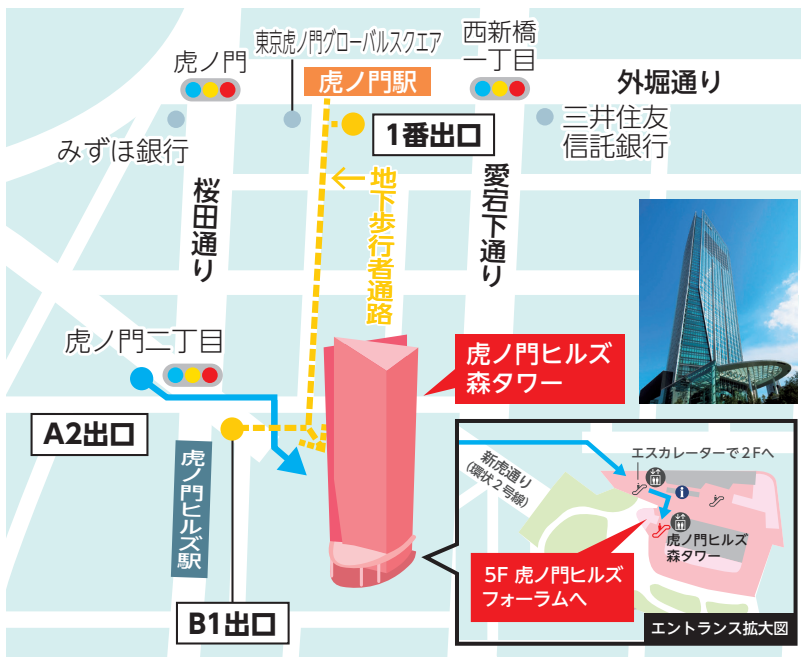 東京虎ノ門グローバルスクエア
西新橋
一丁目
虎ノ門
虎ノ門駅
外堀通り
1番出口
三井住友
信託銀行
みずほ銀行
桜田通り
←地下歩行者通路
愛宕下通り
虎ノ門二丁目
虎ノ門ヒルズ
森タワー
A2出口
虎ノ門ヒルズ駅
B1出口
新虎通り
(環状2号線)
エスカレーターで2Fへ
i
虎ノ門ヒルズ
森タワー
5F 虎ノ門ヒルズ
フォーラムへ
エントランス拡大図